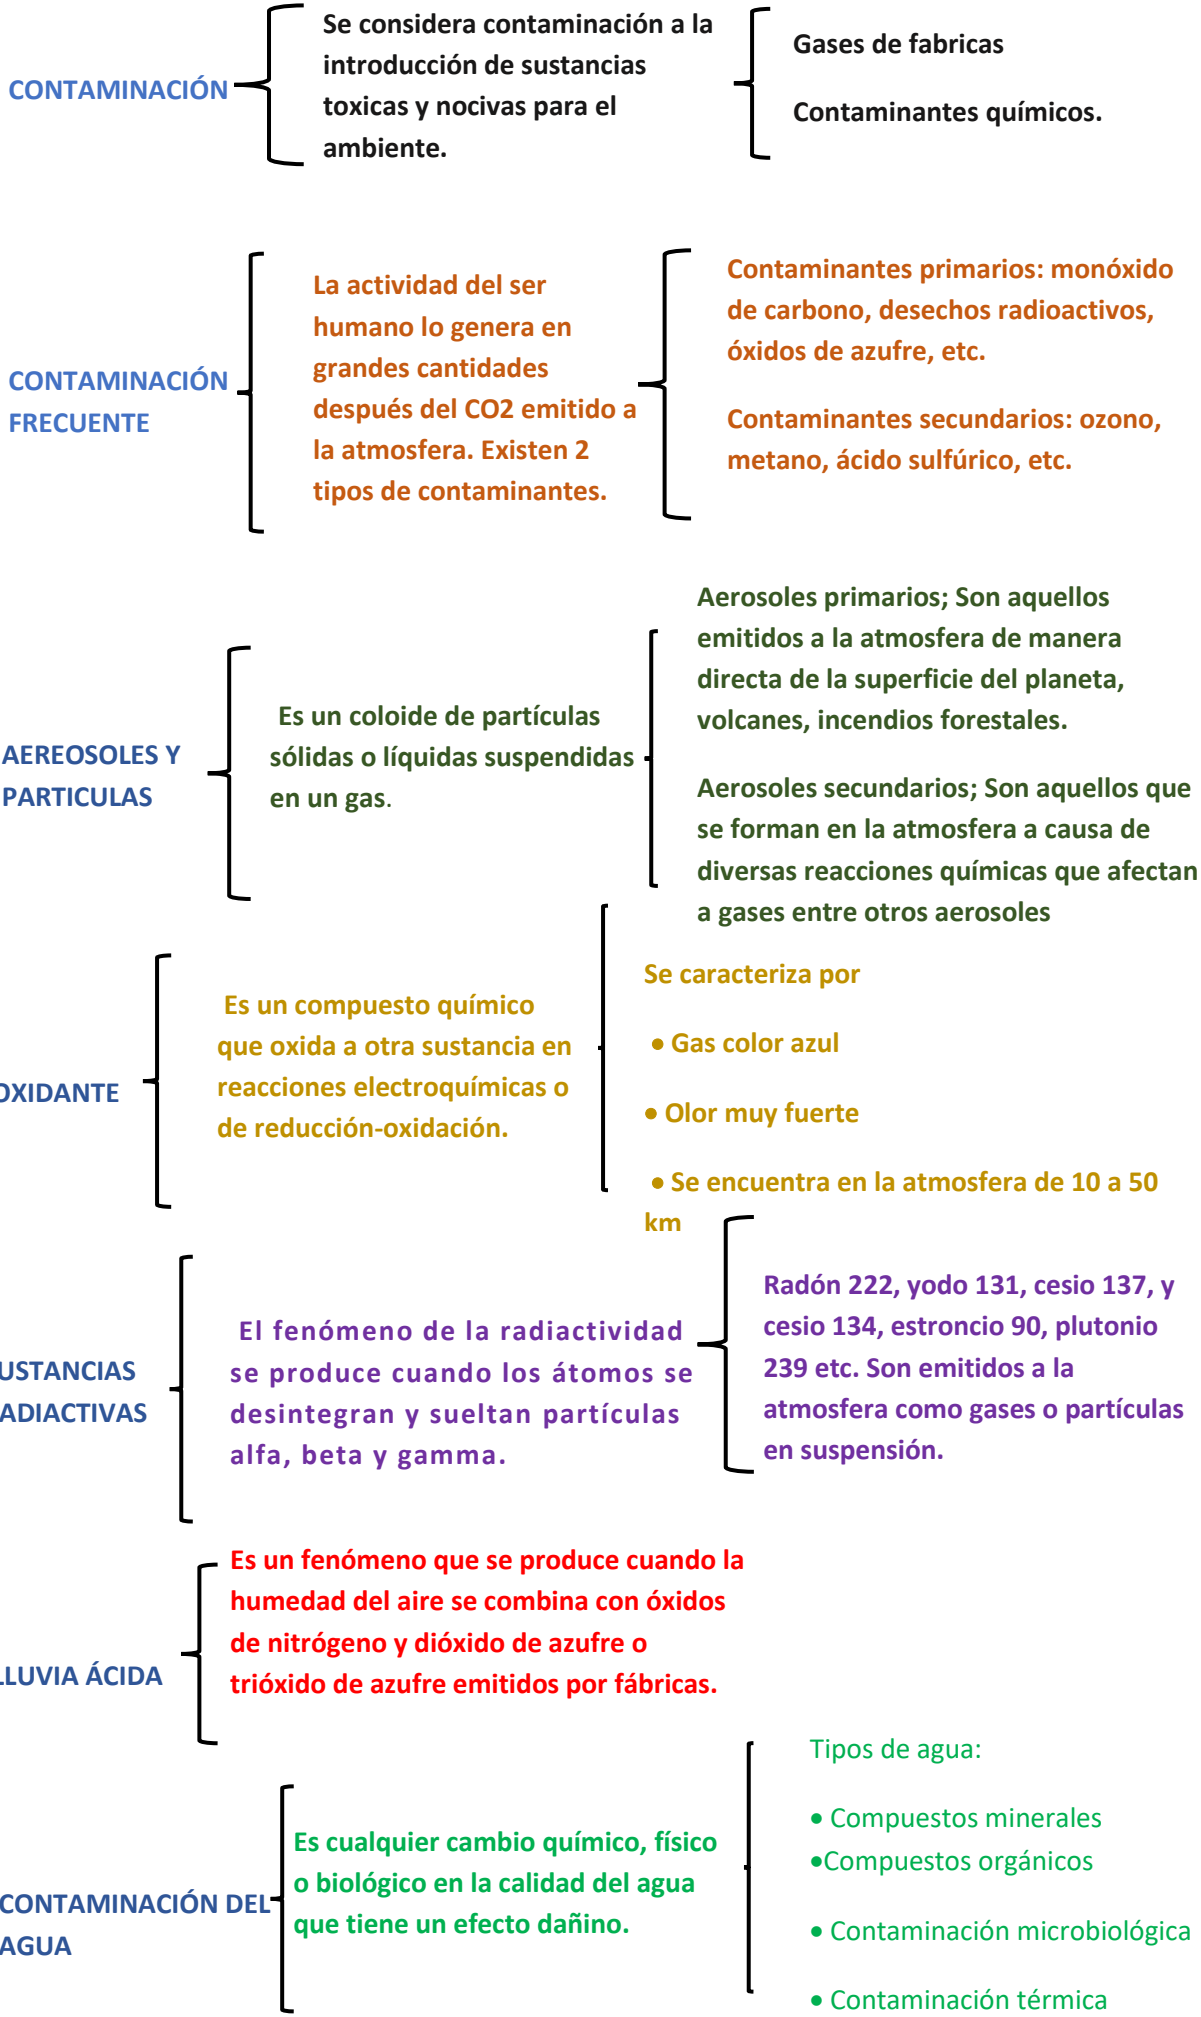 CONTAMINACIÓN
Se considera contaminación a la
introducción de sustancias
toxicas y nocivas para el
ambiente.
Gases de fabricas
Contaminantes químicos.
CONTAMINACIÓN
FRECUENTE
La actividad del ser
humano lo genera en
grandes cantidades
después del CO2 emitido a
la atmosfera. Existen 2
tipos de contaminantes.
Contaminantes primarios: monóxido
de carbono, desechos radioactivos,
óxidos de azufre, etc.
Contaminantes secundarios: ozono,
metano, ácido sulfúrico, etc.
AEREOSOLES Y
PARTICULAS
Es un coloide de partículas
sólidas o líquidas suspendidas
en un gas.
Aerosoles primarios; Son aquellos
emitidos a la atmosfera de manera
directa de la superficie del planeta,
volcanes, incendios forestales.
Aerosoles secundarios; Son aquellos que
se forman en la atmosfera a causa de
diversas reacciones químicas que afectan
a gases entre otros aerosoles
OXIDANTE
Es un compuesto químico
que oxida a otra sustancia en
reacciones electroquímicas o
de reducción-oxidación.
Se caracteriza por
• Gas color azul
• Olor muy fuerte
• Se encuentra en la atmosfera de 10 a 50
km
USTANCIAS
ADIACTIVAS
El fenómeno de la radiactividad
se produce cuando los átomos se
desintegran y sueltan partículas
alfa, beta y gamma.
Radón 222, yodo 131, cesio 137, y
cesio 134, estroncio 90, plutonio
239 etc. Son emitidos a la
atmosfera como gases o partículas
en suspensión.
LLUVIA ÁCIDA
Es un fenómeno que se produce cuando la
humedad del aire se combina con óxidos
de nitrógeno y dióxido de azufre o
trióxido de azufre emitidos por fábricas.
CONTAMINACIÓN DEL
AGUA
Es cualquier cambio químico, físico
o biológico en la calidad del agua
que tiene un efecto dañino.
Tipos de agua:
• Compuestos minerales
•Compuestos orgánicos
• Contaminación microbiológica
• Contaminación térmica